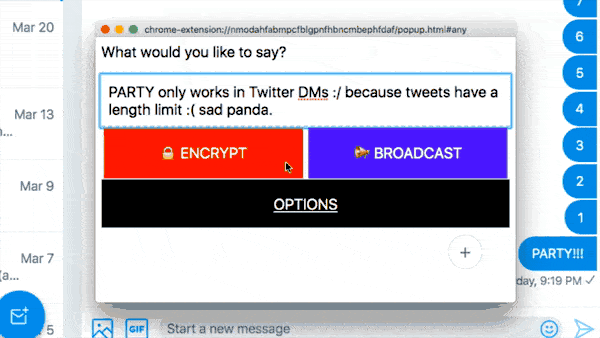 Mar 20
Mar 13
n...
Mar 9
Mar 7
(a...
5
chrome-extension://nmodahfabmpcfblgpnfhbncmbephfdaf/popup.html#any
What would you like to say?
PARTY only works in Twitter DMs :/ because tweets have a
length limit :( sad panda.
ENCRYPT
BROADCAST
OPTIONS
+
7
6
5
4
3
2
1
PARTY!!!
day, 9:19 PM ✓
GIF
Start a new message